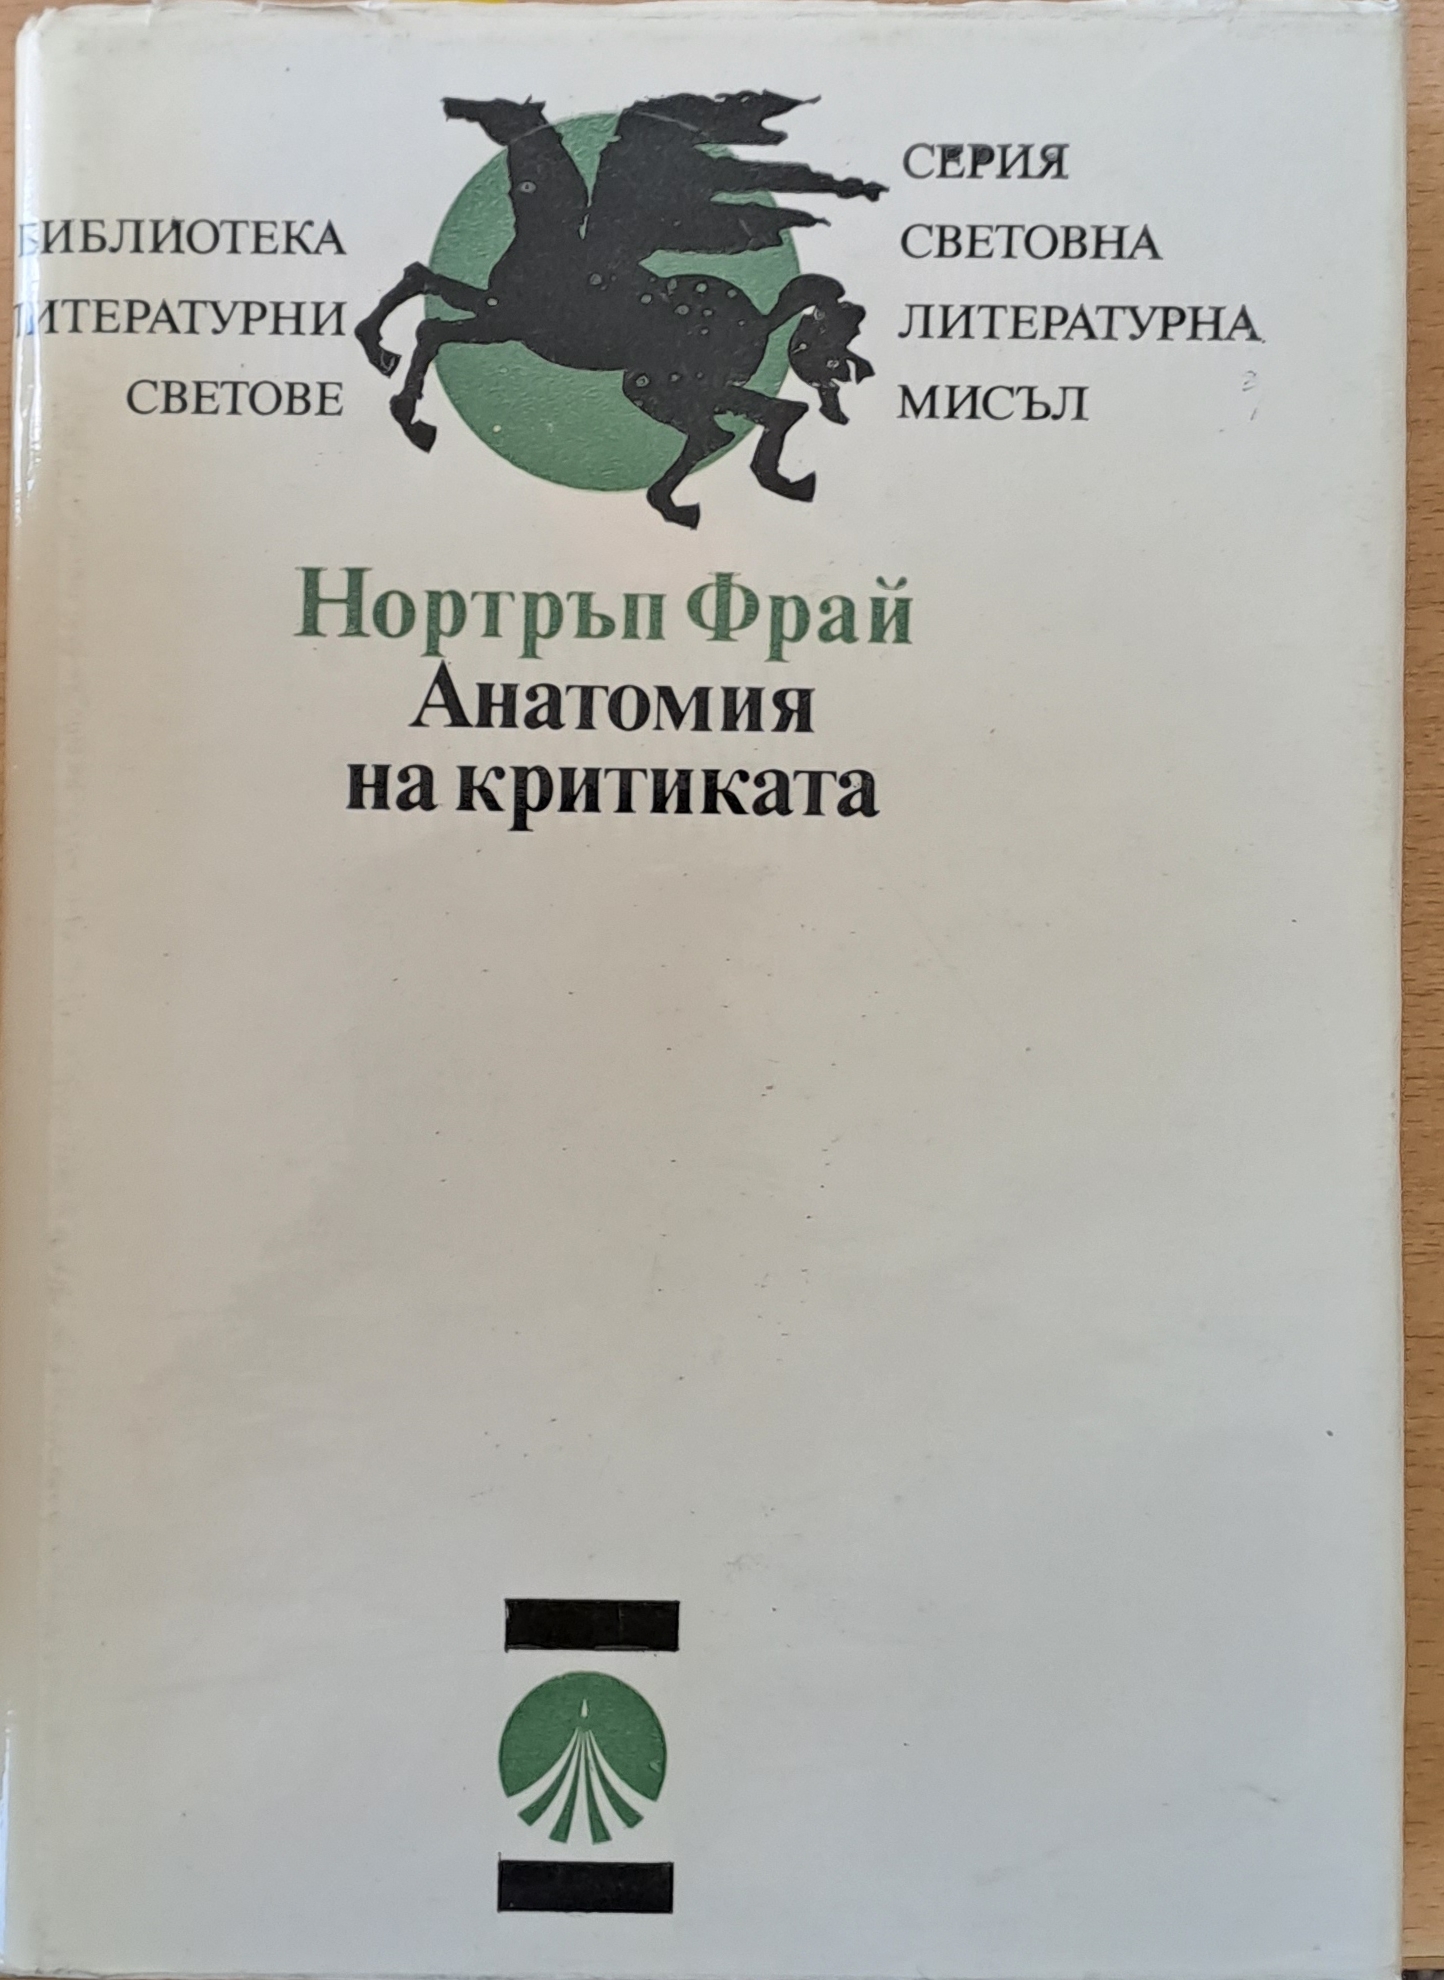 БИБЛИОТЕКА
ЛИТЕРАТУРНИ
СВЕТОВЕ
СЕРИЯ
СВЕТОВНА
ЛИТЕРАТУРНА
МИСЪЛ
Нортръп Фрай
Анатомия
на критиката